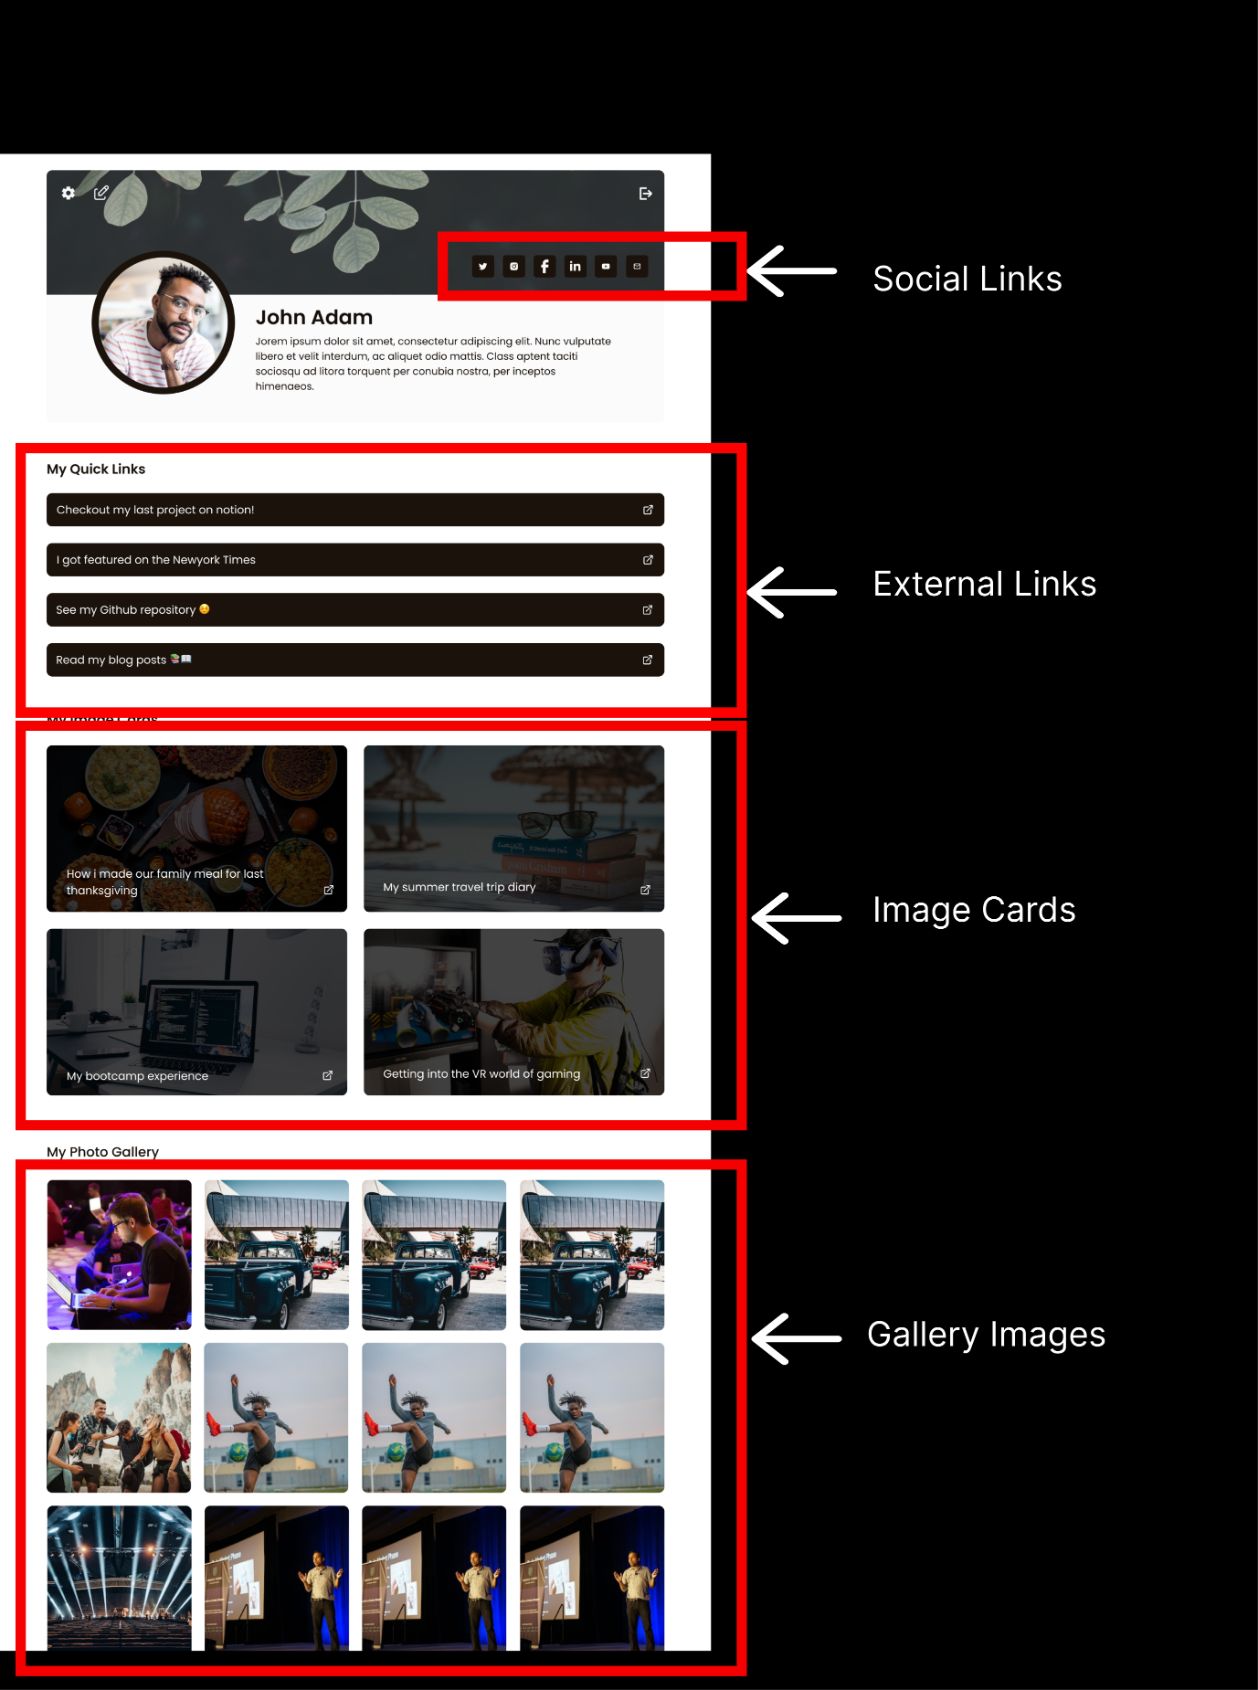 Social Links
John Adam
Jorem ipsum dolor sit amet, consectetur adipiscing elit. Nunc vulputate
libero et velit interdum, ac aliquet odio mattis. Class aptent taciti
sociosqu ad litora torquent per conubia nostra, per inceptos
himenaeos.
My Quick Links
Checkout my last project on notion!
I got featured on the Newyork Times
See my Github repository 😊
Read my blog posts 📚📖
External Links
My Image Cards
How i made our family meal for last
thanksgiving
My summer travel trip diary
My bootcamp experience
Getting into the VR world of gaming
Image Cards
My Photo Gallery
Gallery Images